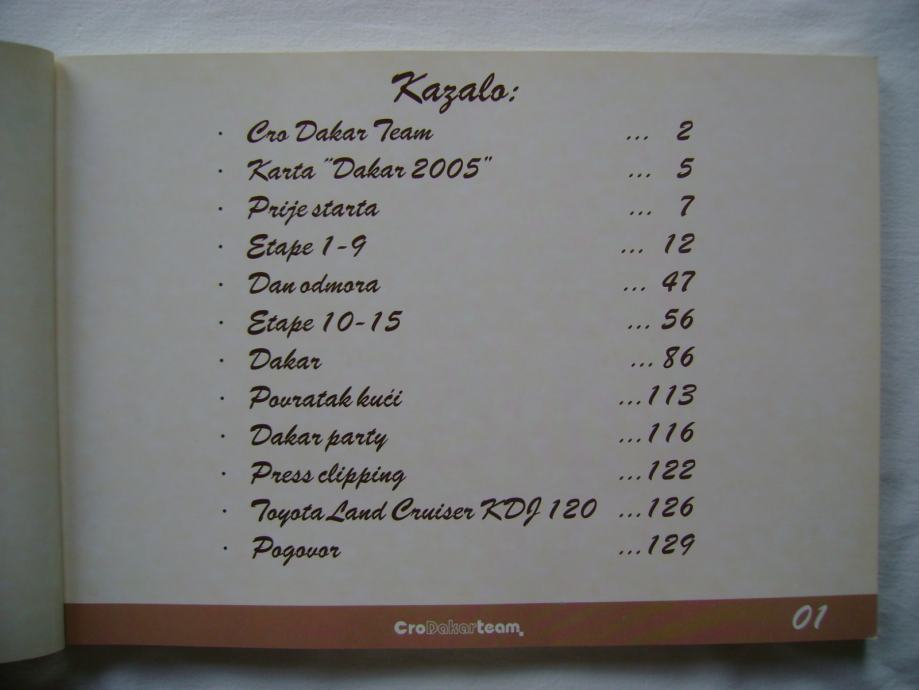 Kazalo:
· Cro Dakar Team ... 2
· Karta "Dakar 2005" ... 5
· Prije starta ... 7
· Etape 1-9 ... 12
· Dan odmora ... 47
· Etape 10-15 ... 56
· Dakar ... 86
· Povratak kući ...113
· Dakar party ...116
· Press clipping ...122
· Toyota Land Cruiser KDJ 120 ...126
· Pogovor ...129
CroDakarteam.
01